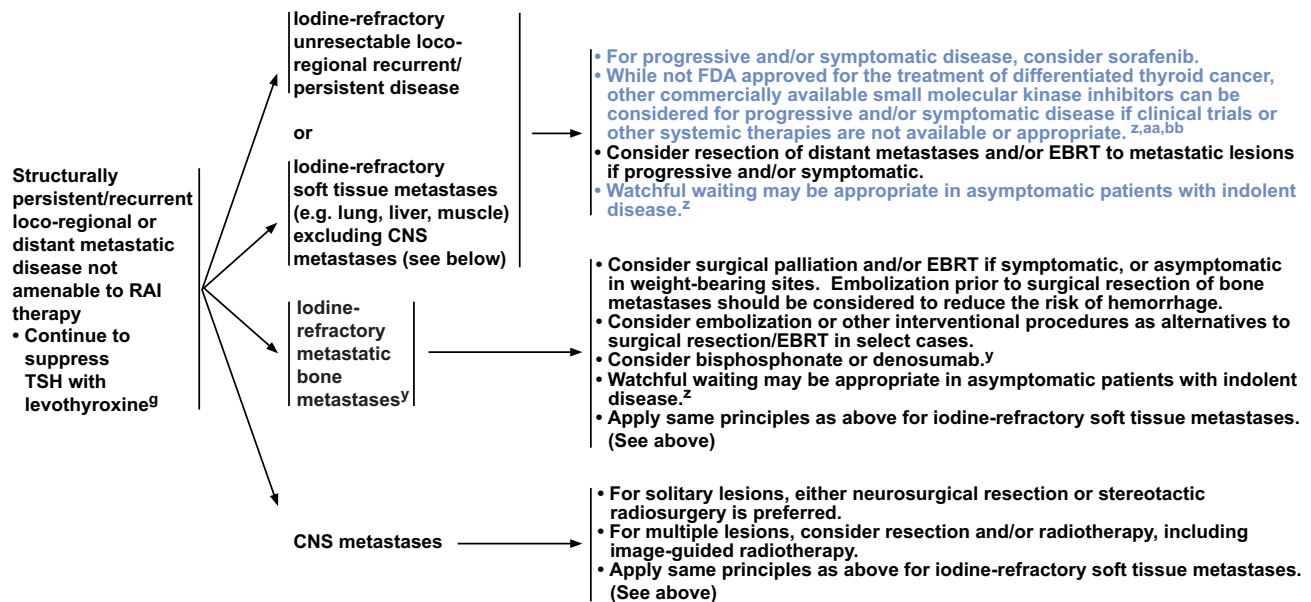 Structurally
persistent/recurrent
loco-regional or
distant metastatic
disease not
amenable to RAI
therapy
• Continue to
suppress
TSH with
levothyroxineg
Iodine-refractory
unresectable loco-
regional recurrent/
persistent disease
or
Iodine-refractory
soft tissue metastases
(e.g. lung, liver, muscle)
excluding CNS
metastases (see below)
• For progressive and/or symptomatic disease, consider sorafenib.
• While not FDA approved for the treatment of differentiated thyroid cancer,
other commercially available small molecular kinase inhibitors can be
considered for progressive and/or symptomatic disease if clinical trials or
other systemic therapies are not available or appropriate. z,aa,bb
• Consider resection of distant metastases and/or EBRT to metastatic lesions
if progressive and/or symptomatic.
• Watchful waiting may be appropriate in asymptomatic patients with indolent
disease.z
Iodine-
refractory
metastatic
bone
metastasesy
• Consider surgical palliation and/or EBRT if symptomatic, or asymptomatic
in weight-bearing sites. Embolization prior to surgical resection of bone
metastases should be considered to reduce the risk of hemorrhage.
• Consider embolization or other interventional procedures as alternatives to
surgical resection/EBRT in select cases.
• Consider bisphosphonate or denosumab.y
• Watchful waiting may be appropriate in asymptomatic patients with indolent
disease.z
• Apply same principles as above for iodine-refractory soft tissue metastases.
(See above)
CNS metastases
• For solitary lesions, either neurosurgical resection or stereotactic
radiosurgery is preferred.
• For multiple lesions, consider resection and/or radiotherapy, including
image-guided radiotherapy.
• Apply same principles as above for iodine-refractory soft tissue metastases.
(See above)